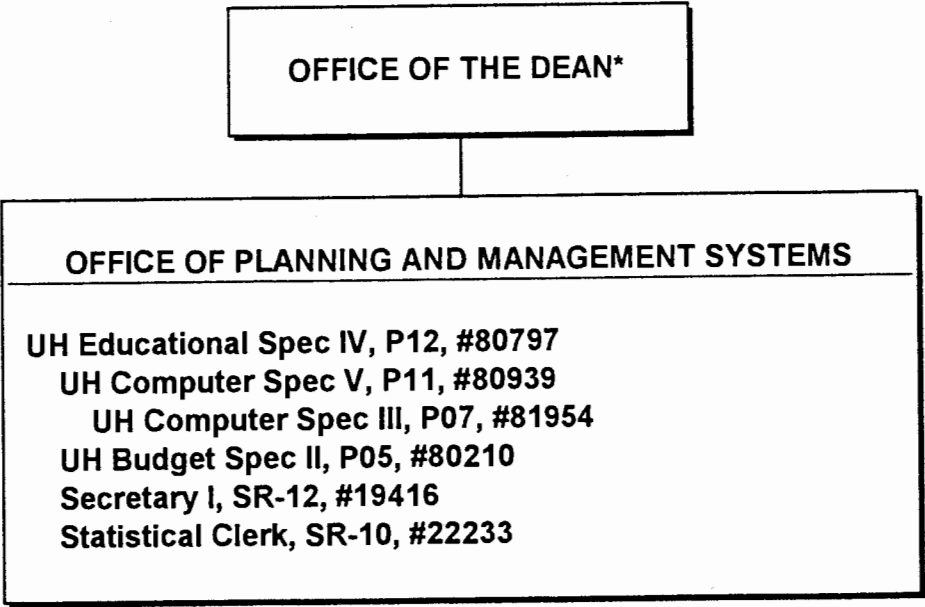 OFFICE OF THE DEAN*
OFFICE OF PLANNING AND MANAGEMENT SYSTEMS
UH Educational Spec IV, P12, #80797
UH Computer Spec V, P11, #80939
UH Computer Spec III, P07, #81954
UH Budget Spec II, P05, #80210
Secretary I, SR-12, #19416
Statistical Clerk, SR-10, #22233